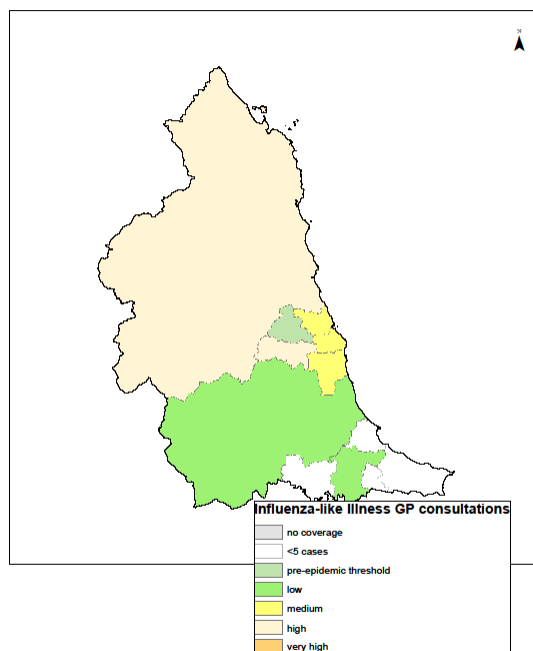 N
Influenza-like Illness GP consultations
no coverage
<5 cases
pre-epidemic threshold
low
medium
high
very high